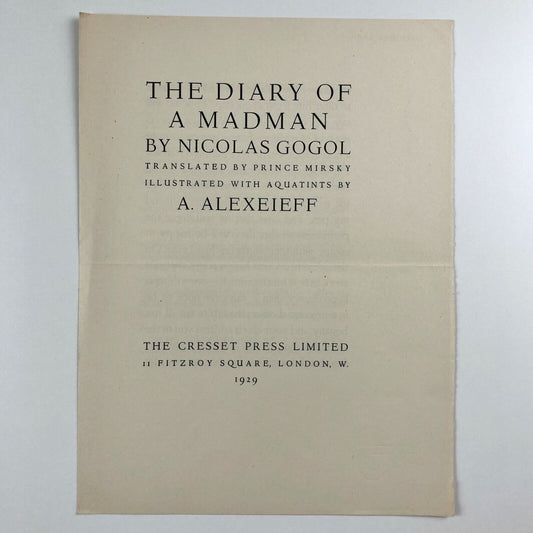 THE DIARY OF
A MADMAN
BY NICOLAS GOGOL
TRANSLATED BY PRINCE MIRSKY
ILLUSTRATED WITH AQUATINTS BY
A. ALEXEIEFF
THE CRESSET PRESS LIMITED
11 FITZROY SQUARE, LONDON, W.
1929